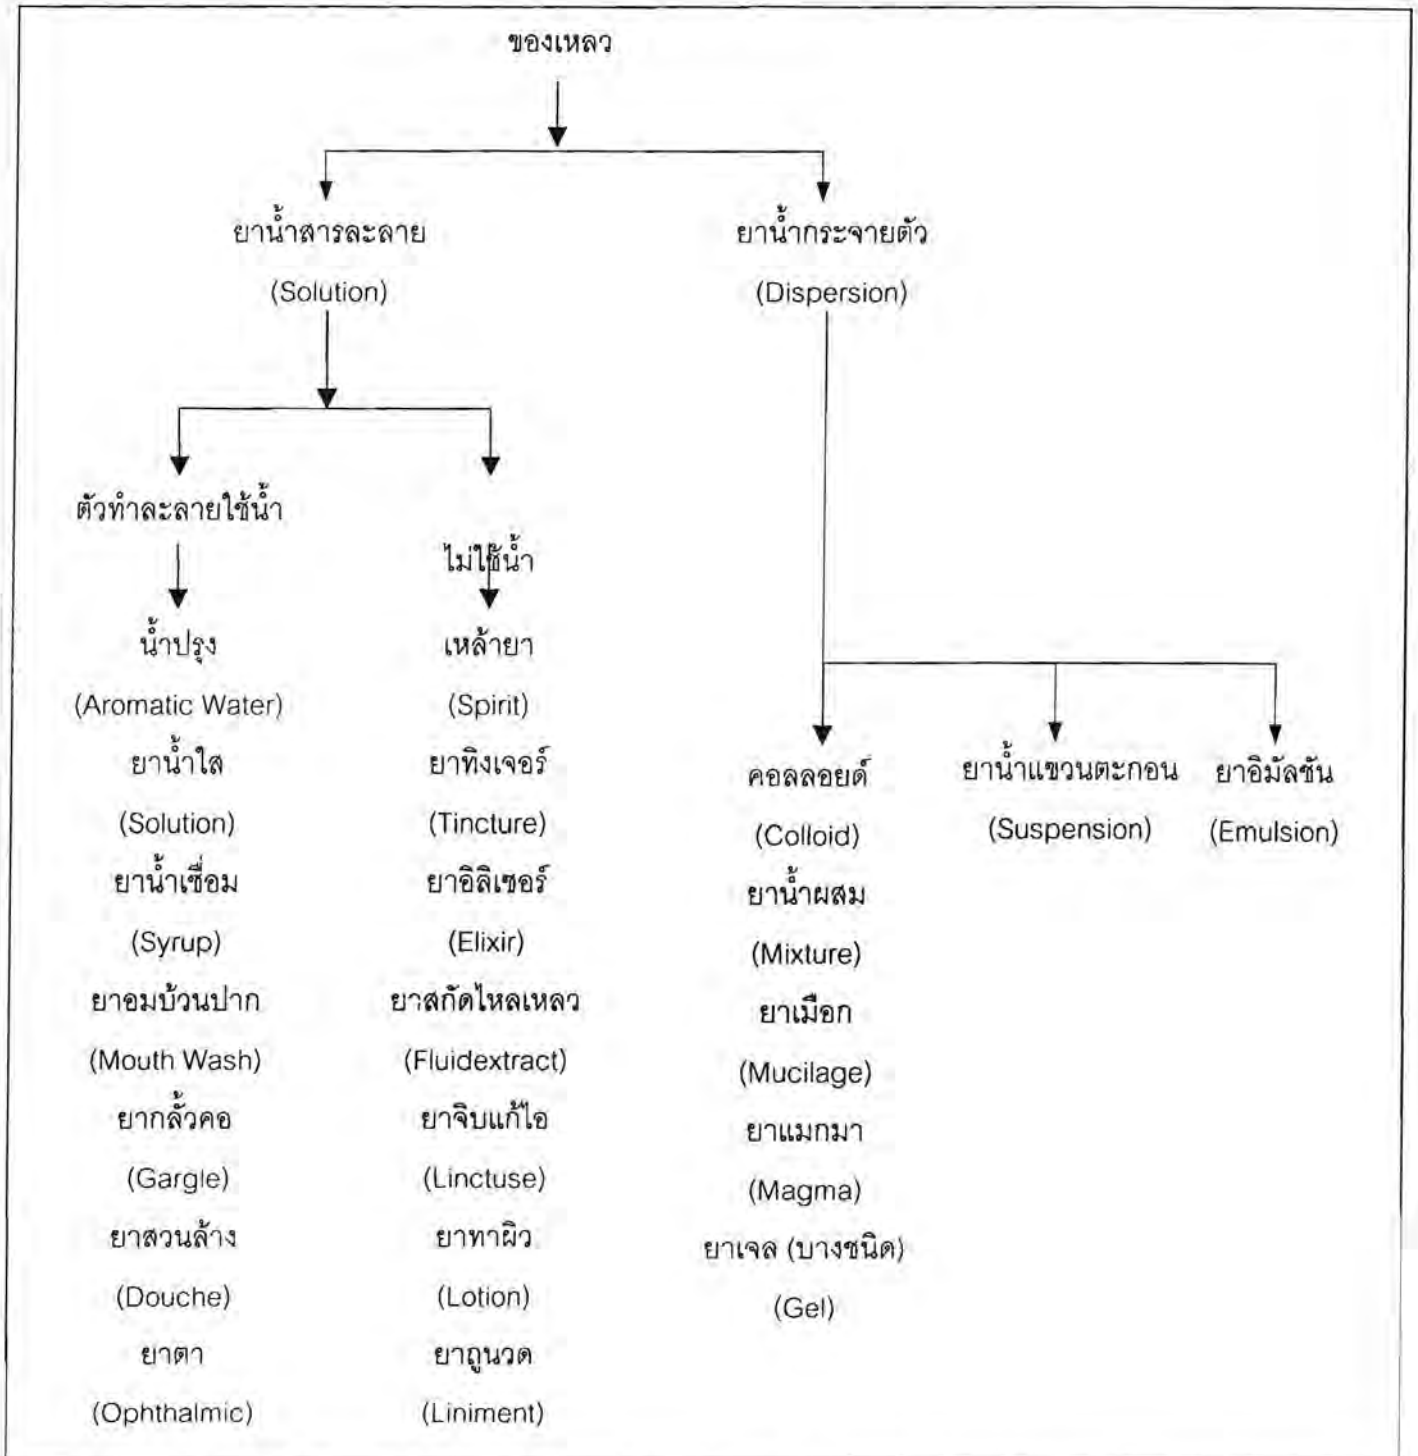 ของเหลว
ยาน้ำสารละลาย
(Solution)
ยาน้ำกระจายตัว
(Dispersion)
ตัวทำละลายใช้น้ำ
น้ำปรุง
(Aromatic Water)
ยาน้ำใส
(Solution)
ยาน้ำเชื่อม
(Syrup)
ยาอมบ้วนปาก
(Mouth Wash)
ยากลั้วคอ
(Gargle)
ยาสวนล้าง
(Douche)
ยาตา
(Ophthalmic)
ไม่ใช้น้ำ
เหล้ายา
(Spirit)
ยาทิงเจอร์
(Tincture)
ยาอิลิเซอร์
(Elixir)
ยาสกัดไหลเหลว
(Fluidextract)
ยาจิบแก้ไอ
(Linctuse)
ยาทาผิว
(Lotion)
ยาถูนวด
(Liniment)
คอลลอยด์
(Colloid)
ยาน้ำผสม
(Mixture)
ยาเมือก
(Mucilage)
ยาแมกมา
(Magma)
ยาเจล (บางชนิด)
(Gel)
ยาน้ำแขวนตะกอน
(Suspension)
ยาอิมัลชัน
(Emulsion)